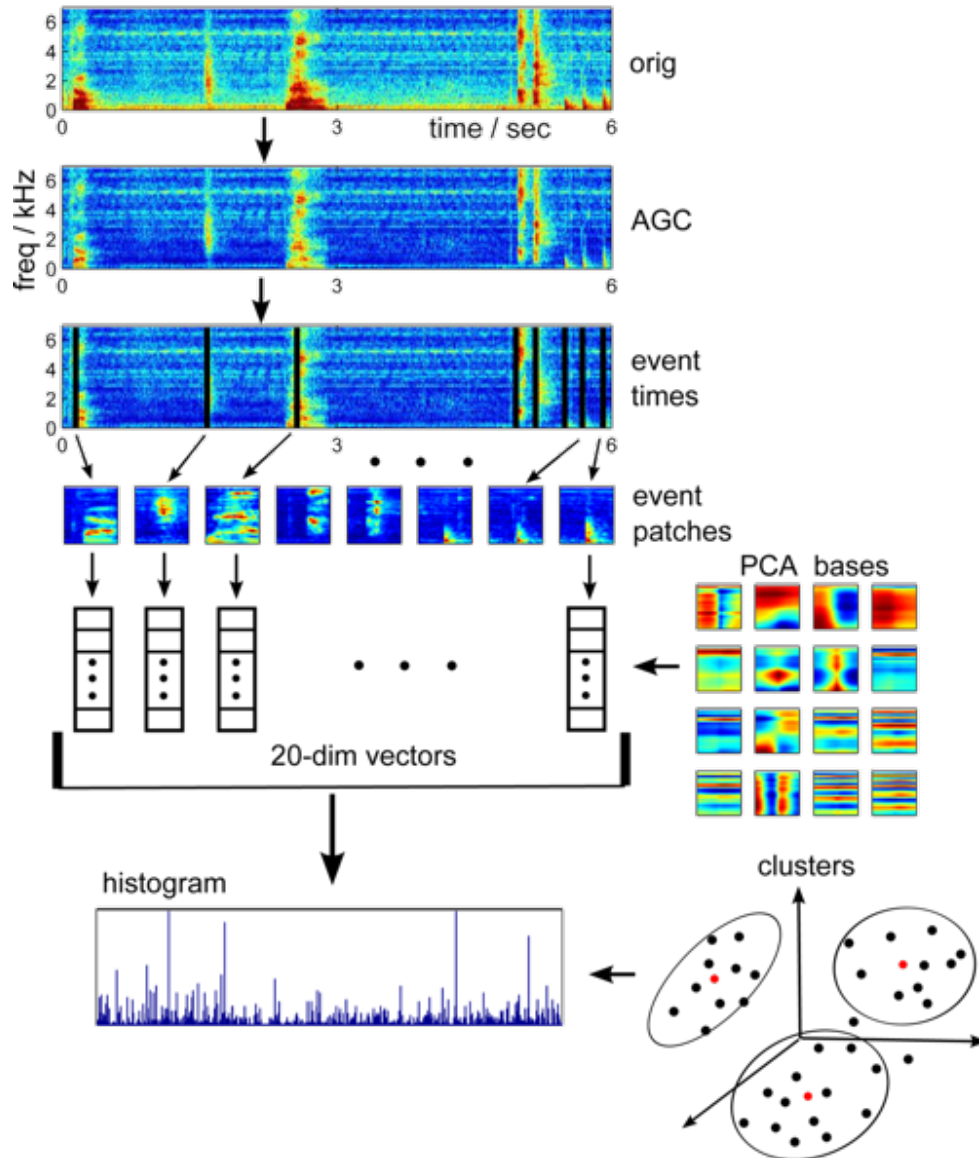 6
4
2
0
orig
0
3
time / sec
6
freq / kHz
6
4
2
0
AGC
0
3
6
6
4
2
0
event
times
0
3
6
event
patches
PCA bases
20-dim vectors
histogram
clusters